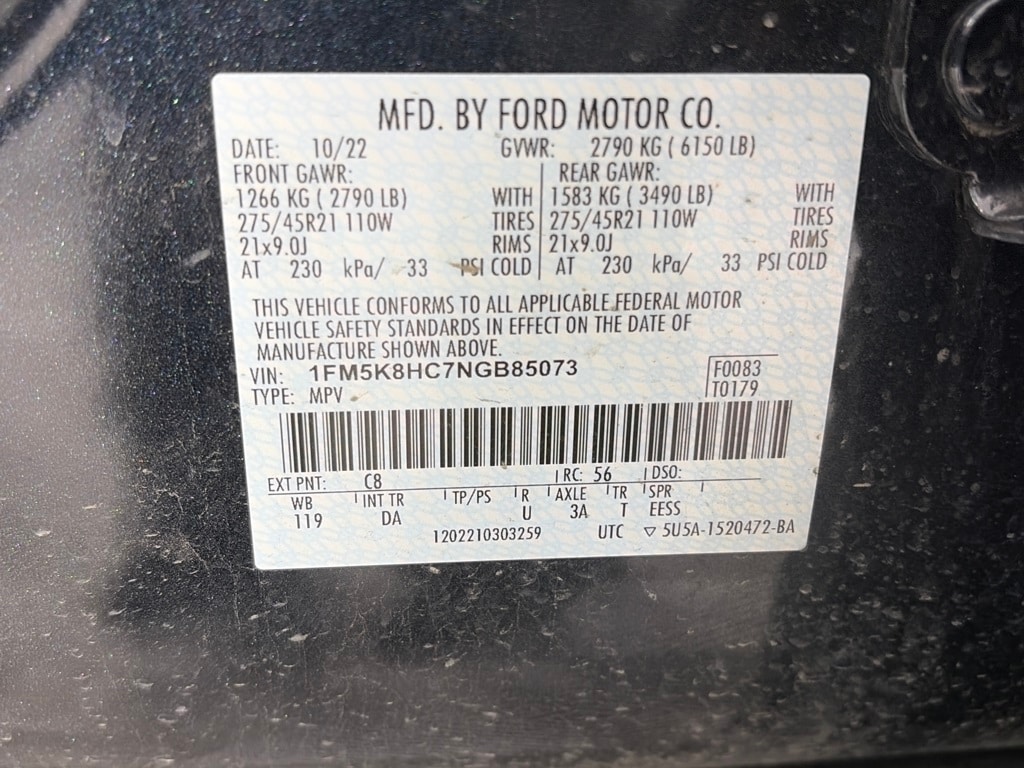 MFD. BY FORD MOTOR CO.
DATE: 10/22 GVWR: 2790 KG ( 6150 LB)
FRONT GAWR: REAR GAWR:
1266 KG ( 2790 LB) WITH 1583 KG ( 3490 LB) WITH
275/45R21 110W TIRES 275/45R21 110W TIRES
21x9.0J RIMS 21x9.0J RIMS
AT 230 kPa/ 33 PSI COLD AT 230 kPa/ 33 PSI COLD
THIS VEHICLE CONFORMS TO ALL APPLICABLE FEDERAL MOTOR
VEHICLE SAFETY STANDARDS IN EFFECT ON THE DATE OF
MANUFACTURE SHOWN ABOVE.
VIN: 1FM5K8HC7NGB85073 F0083
TYPE: MPV T0179
EXT PNT: C8 RC: 56 DSO:
WB INT TR TP/PS R AXLE TR SPR
119 DA U 3A T EESS
1202210303259 UTC ▽ 5U5A-1520472-BA